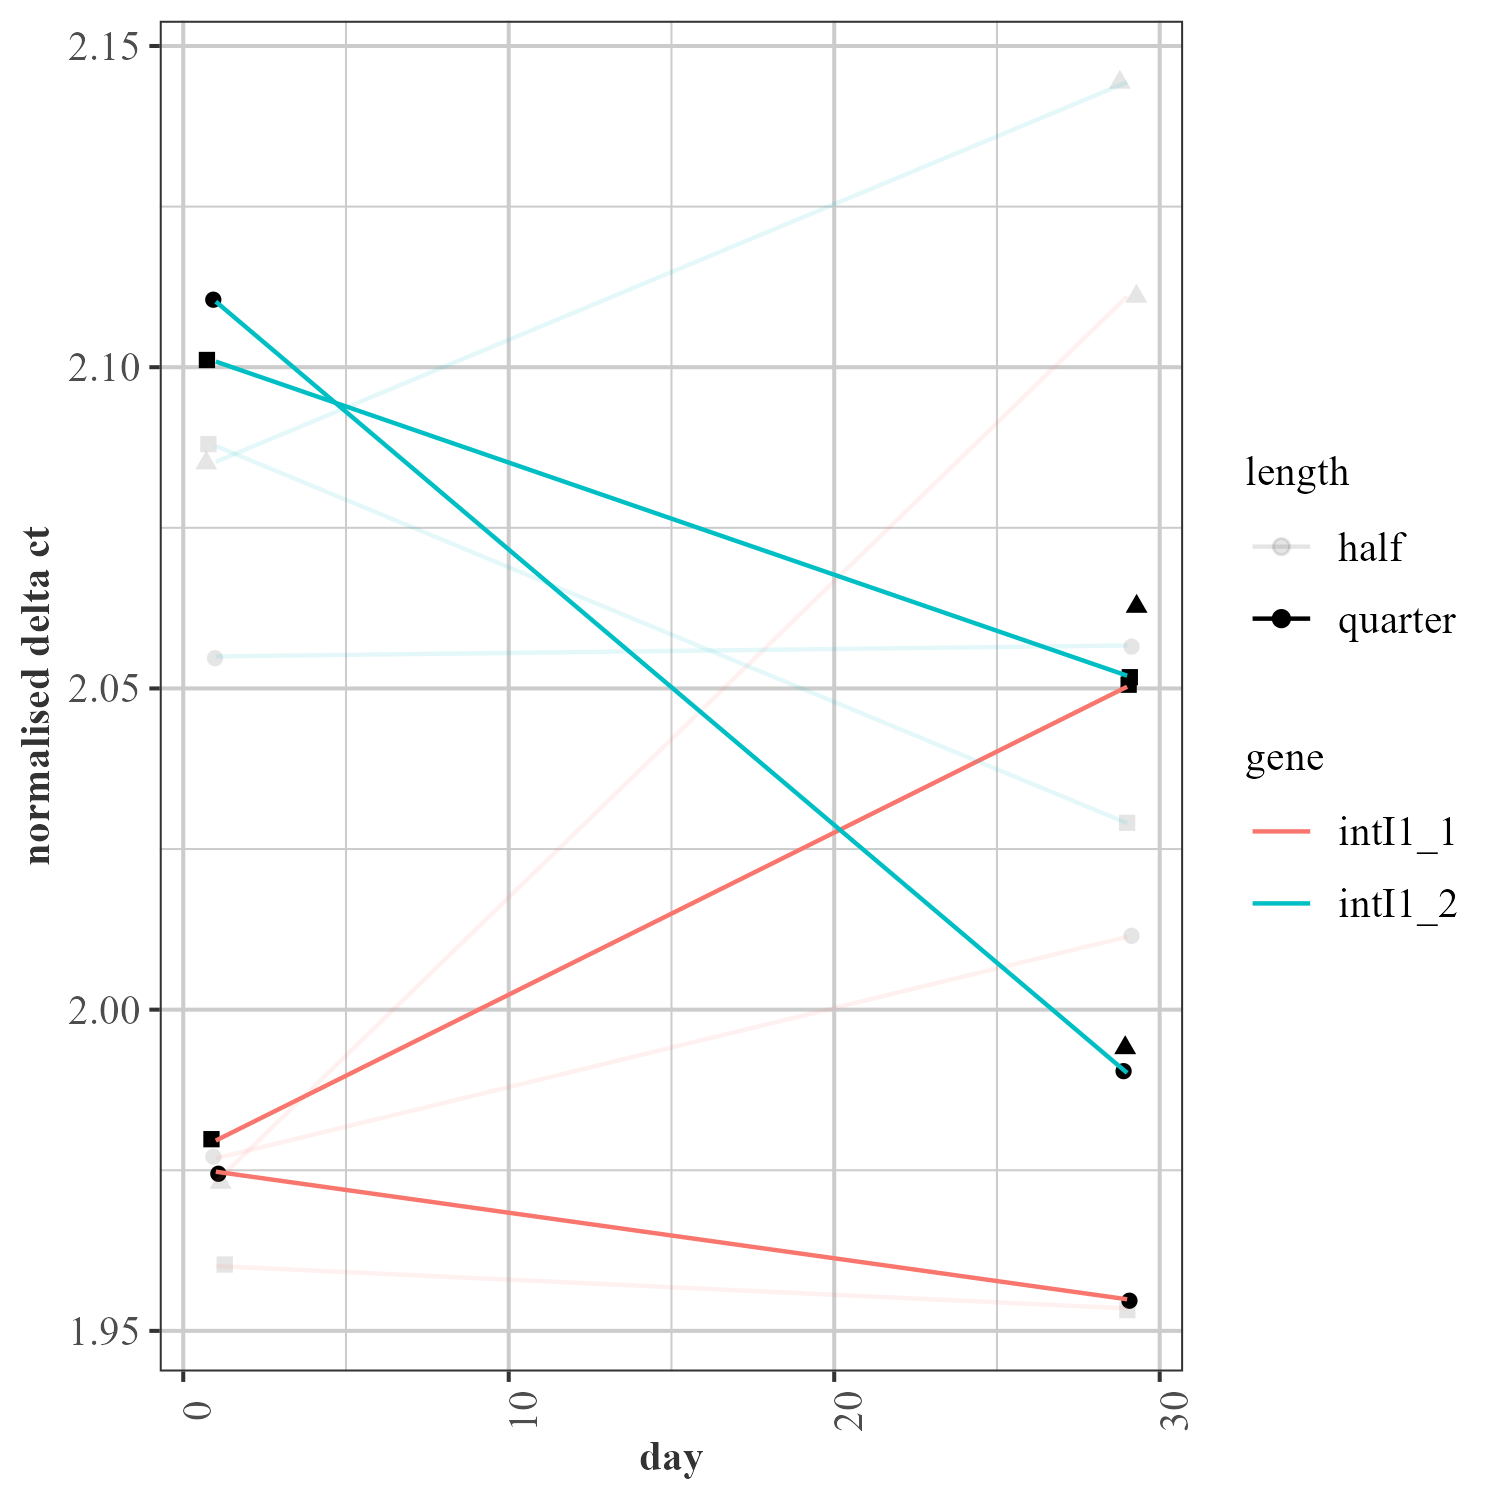 normalised delta ct
2.15
2.10
2.05
2.00
1.95
0
10
20
30
day
length
half
quarter
gene
intI1_1
intI1_2